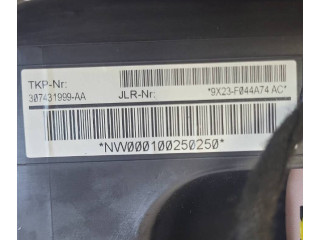 TKP-Nr:
307431999-AA JLR-Nr: *9X23-F044A74 AC*
*NW000100250250*